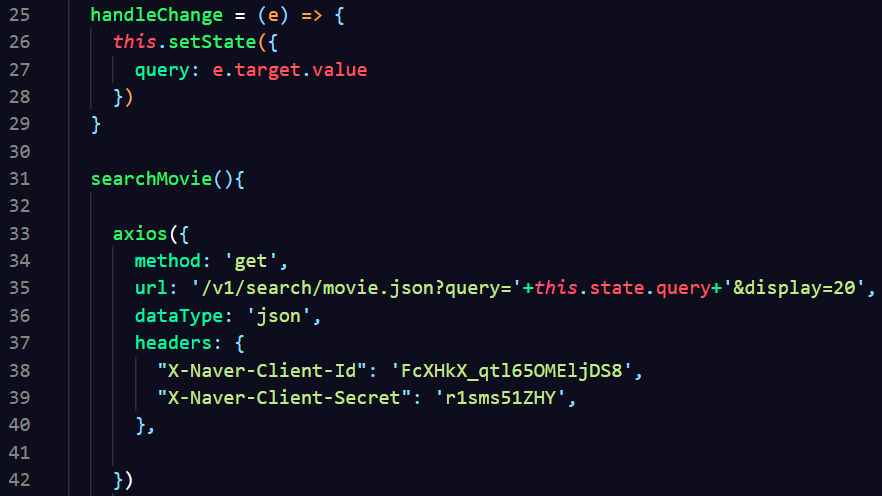 25 handleChange = (e) => {
26 this.setState({
27 query: e.target.value
28 })
29 }
30
31 searchMovie(){
32
33 axios({
34 method: 'get',
35 url: '/v1/search/movie.json?query='+this.state.query+'&display=20',
36 dataType: 'json',
37 headers: {
38 "X-Naver-Client-Id": 'FcXHkX_qtl65OMEljDS8',
39 "X-Naver-Client-Secret": 'r1sms51ZHY',
40 },
41
42 })